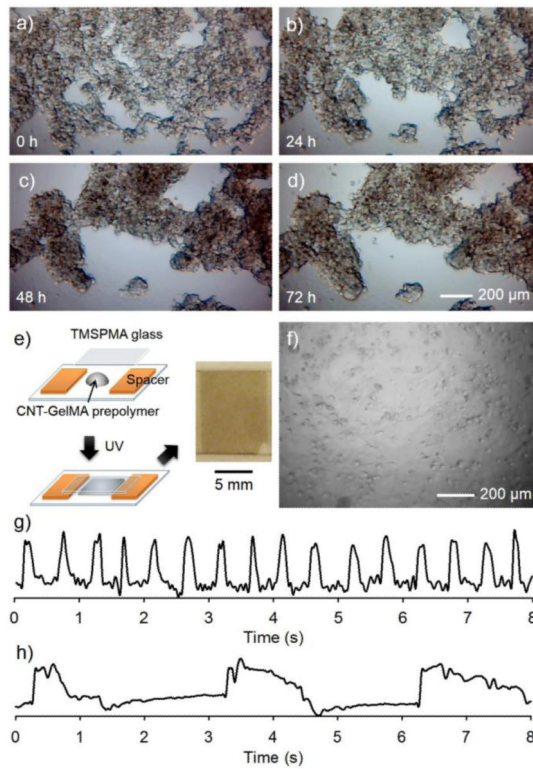 a)
0 h
b)
24 h
c)
48 h
d)
72 h
200 µm
e)
TMSPMA glass
Spacer
CNT-GelMA prepolymer
UV
5 mm
f)
200 µm
g)
0 1 2 3 4 5 6 7 8
Time (s)
h)
0 1 2 3 4 5 6 7 8
Time (s)